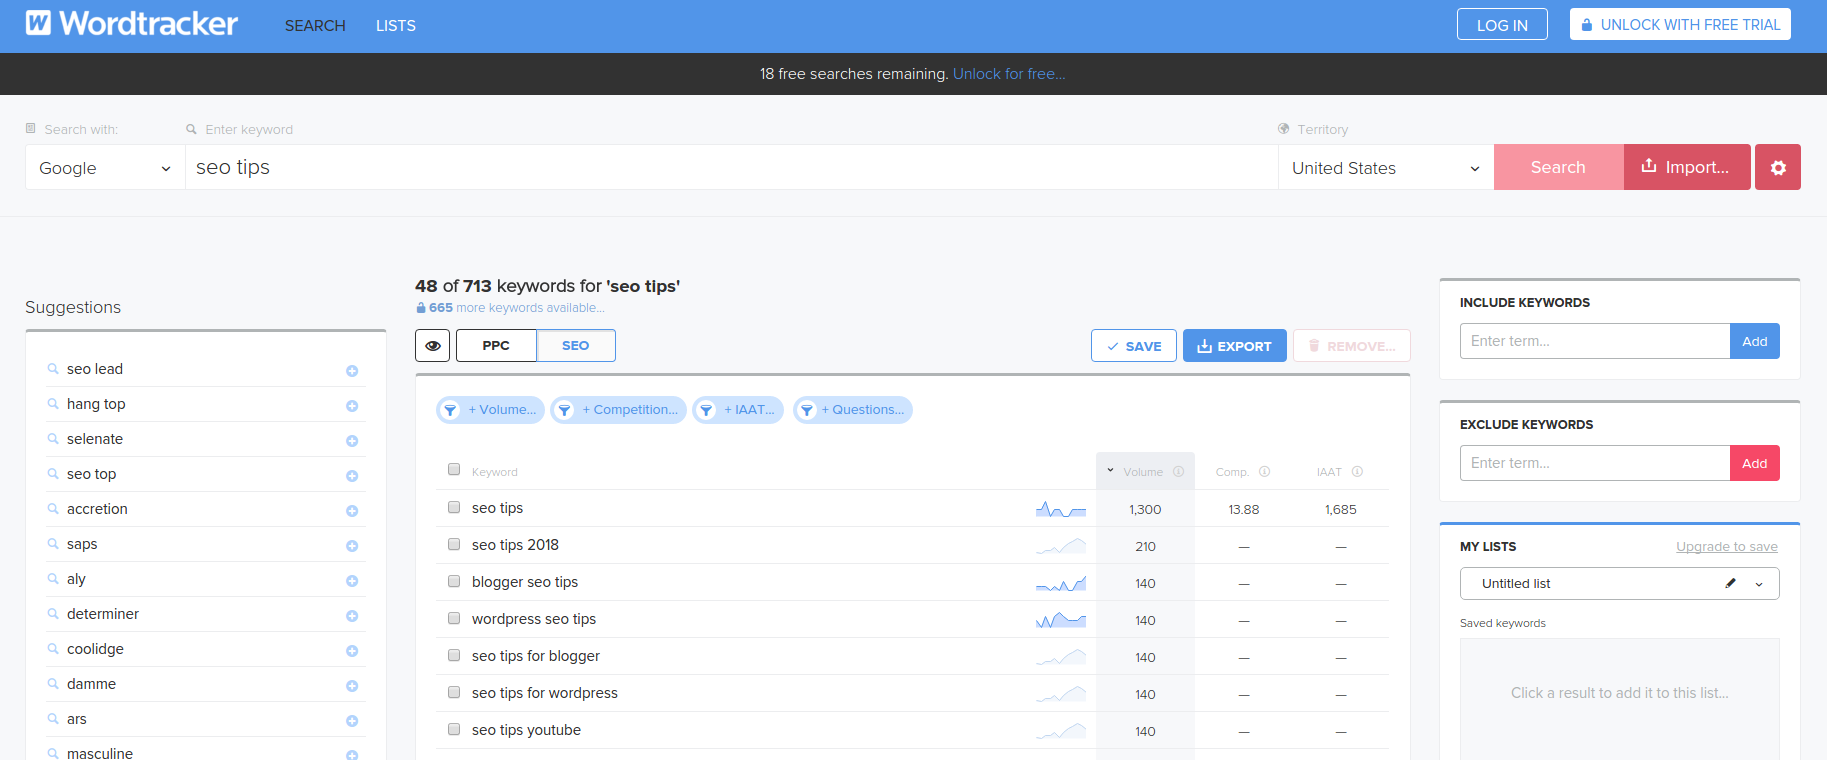 Wordtracker SEARCH LISTS LOG IN UNLOCK WITH FREE TRIAL
18 free searches remaining. Unlock for free...
Search with: Enter keyword Territory
Google seo tips United States Search Import...
Suggestions
seo lead
hang top
selenate
seo top
accretion
saps
aly
determiner
coolidge
damme
ars
masculine
48 of 713 keywords for 'seo tips'
665 more keywords available...
PPC SEO SAVE EXPORT REMOVE...
+ Volume... + Competition... + IAAT... + Questions...
Keyword Volume Comp. IAAT
seo tips 1,300 13.88 1,685
seo tips 2018 210 — —
blogger seo tips 140 — —
wordpress seo tips 140 — —
seo tips for blogger 140 — —
seo tips for wordpress 140 — —
seo tips youtube 140 — —
INCLUDE KEYWORDS
Enter term... Add
EXCLUDE KEYWORDS
Enter term... Add
MY LISTS Upgrade to save
Untitled list
Saved keywords
Click a result to add it to this list...